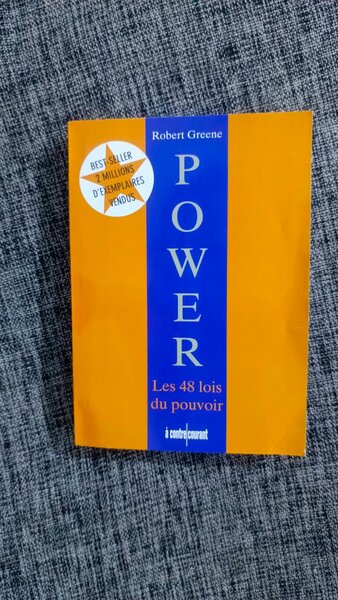 Robert Greene
BEST-SELLER
2 MILLIONS
D'EXEMPLAIRES
VENDUS
POWER
Les 48 lois
du pouvoir
à contre courant